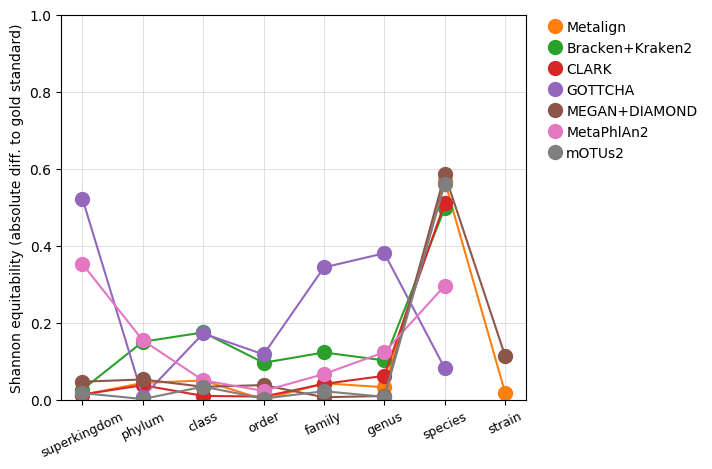 Shannon equitability (absolute diff. to gold standard)
1.0
0.8
0.6
0.4
0.2
0.0
superkingdom
phylum
class
order
family
genus
species
strain
Metalign
Bracken+Kraken2
CLARK
GOTTCHA
MEGAN+DIAMOND
MetaPhlAn2
mOTUs2